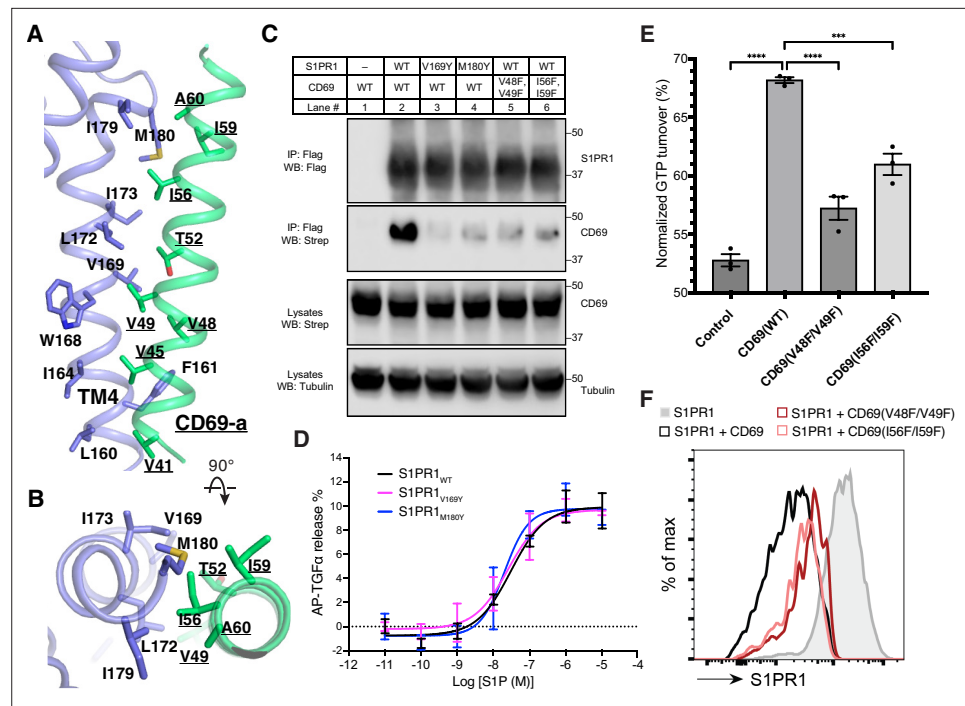 A
A60
I179
M180
I59
I56
I173
L172
T52
V169
V49
V48
W168
V45
I164
F161
TM4
CD69-a
L160
V41
90°
B
I173
V169
M180
T52
I59
I56
A60
L172
V49
I179
C
S1PR1 – WT V169Y M180Y WT WT
CD69 WT WT WT WT V48F, V49F I56F, I59F
Lane # 1 2 3 4 5 6
IP: Flag
WB: Flag
-50
S1PR1
-37
IP: Flag
WB: Strep
-50
CD69
-37
Lysates
WB: Strep
-50
CD69
-37
Lysates
WB: Tubulin
-50
Tubulin
D
AP-TGFα release %
14
12
10
8
6
4
2
0
-2
S1PR1WT
S1PR1V169Y
S1PR1M180Y
-12 -11 -10 -9 -8 -7 -6 -5 -4
Log [S1P (M)]
E
Normalized GTP turnover (%)
70
65
60
55
50
**** **** ***
Control
CD69(WT)
CD69(V48F/V49F)
CD69(I56F/I59F)
F
S1PR1 S1PR1 + CD69(V48F/V49F)
S1PR1 + CD69 S1PR1 + CD69(I56F/I59F)
% of max
S1PR1